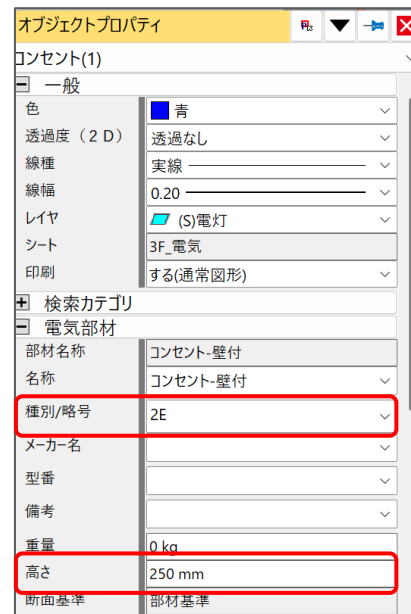 オブジェクトプロパティ
コンセント(1)
一般
色 青
透過度（２Ｄ） 透過なし
線種 実線
線幅 0.20
レイヤ (S)電灯
シート 3F_電気
印刷 する(通常図形)
検索カテゴリ
電気部材
部材名称 コンセント-壁付
名称 コンセント-壁付
種別/略号 2E
メーカー名
型番
備考
重量 0 kg
高さ 250 mm
断面基準 部材基準